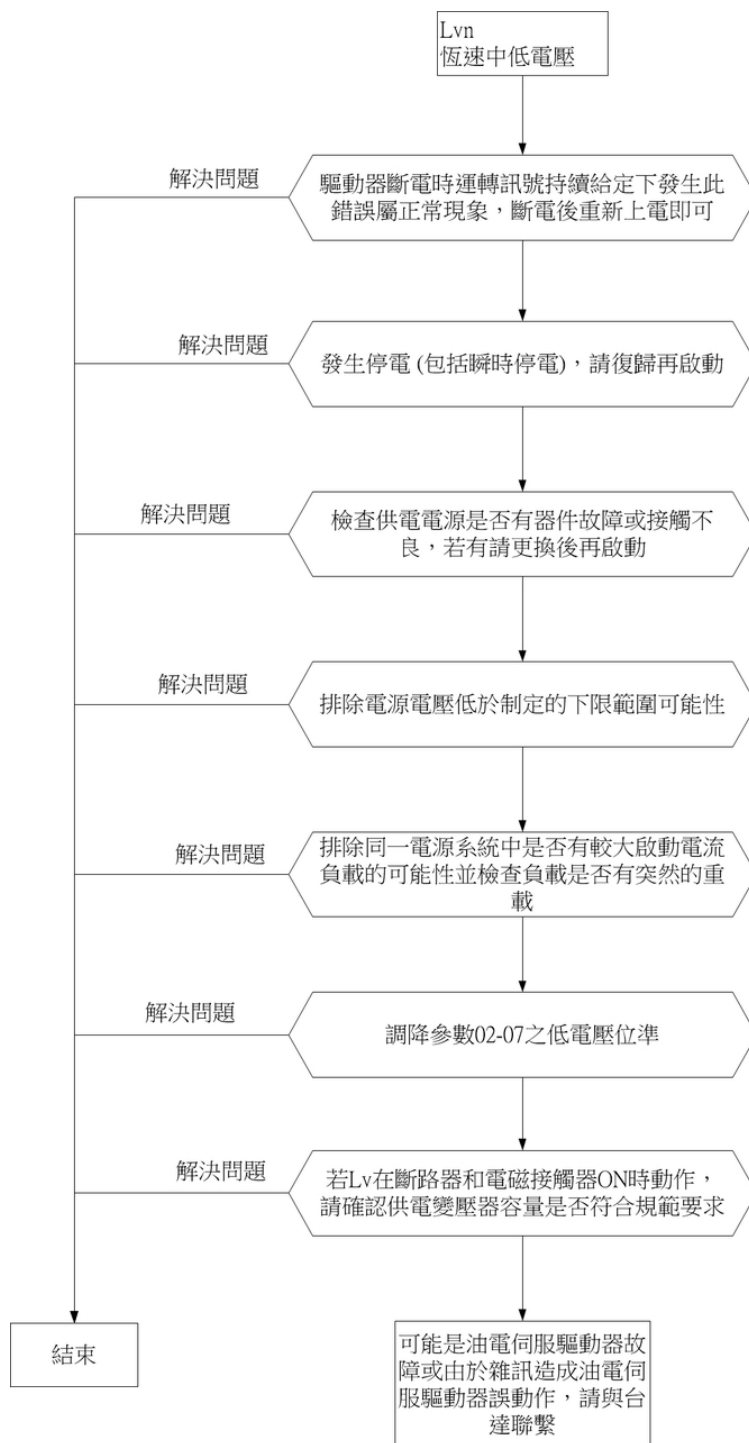 Lvn
恆速中低電壓
解決問題
驅動器斷電時運轉訊號持續給定下發生此
錯誤屬正常現象，斷電後重新上電即可
解決問題
發生停電 (包括瞬時停電)，請復歸再啟動
解決問題
檢查供電電源是否有器件故障或接觸不
良，若有請更換後再啟動
解決問題
排除電源電壓低於制定的下限範圍可能性
解決問題
排除同一電源系統中是否有較大啟動電流
負載的可能性並檢查負載是否有突然的重
載
解決問題
調降參數02-07之低電壓位準
解決問題
若Lv在斷路器和電磁接觸器ON時動作，
請確認供電變壓器容量是否符合規範要求
結束
可能是油電伺服驅動器故
障或由於雜訊造成油電伺
服驅動器誤動作，請與台
達聯繫